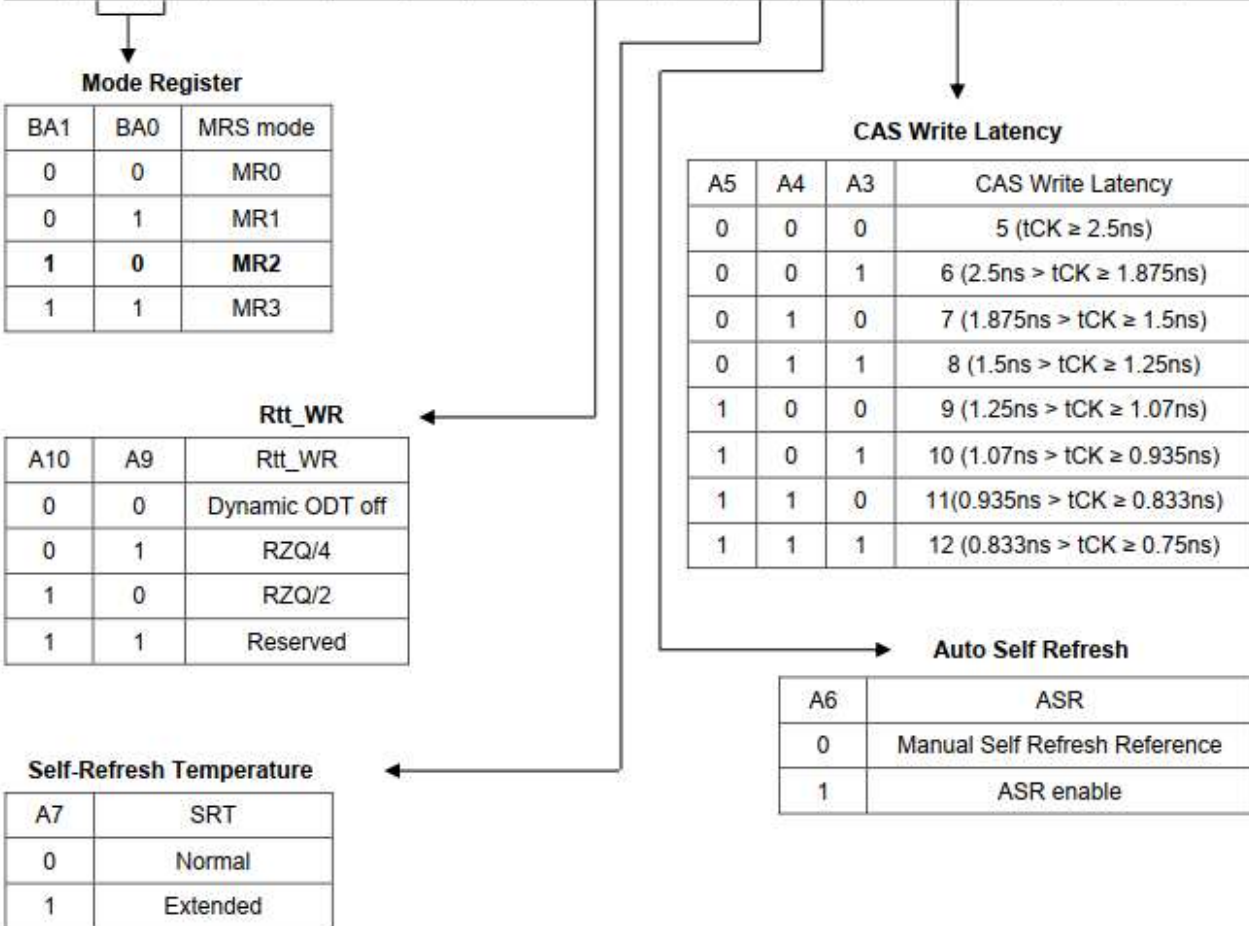 Mode Register
BA1 BA0 MRS mode
0 0 MR0
0 1 MR1
1 0 MR2
1 1 MR3
Rtt_WR
A10 A9 Rtt_WR
0 0 Dynamic ODT off
0 1 RZQ/4
1 0 RZQ/2
1 1 Reserved
Self-Refresh Temperature
A7 SRT
0 Normal
1 Extended
CAS Write Latency
A5 A4 A3 CAS Write Latency
0 0 0 5 (tCK ≥ 2.5ns)
0 0 1 6 (2.5ns > tCK ≥ 1.875ns)
0 1 0 7 (1.875ns > tCK ≥ 1.5ns)
0 1 1 8 (1.5ns > tCK ≥ 1.25ns)
1 0 0 9 (1.25ns > tCK ≥ 1.07ns)
1 0 1 10 (1.07ns > tCK ≥ 0.935ns)
1 1 0 11(0.935ns > tCK ≥ 0.833ns)
1 1 1 12 (0.833ns > tCK ≥ 0.75ns)
Auto Self Refresh
A6 ASR
0 Manual Self Refresh Reference
1 ASR enable